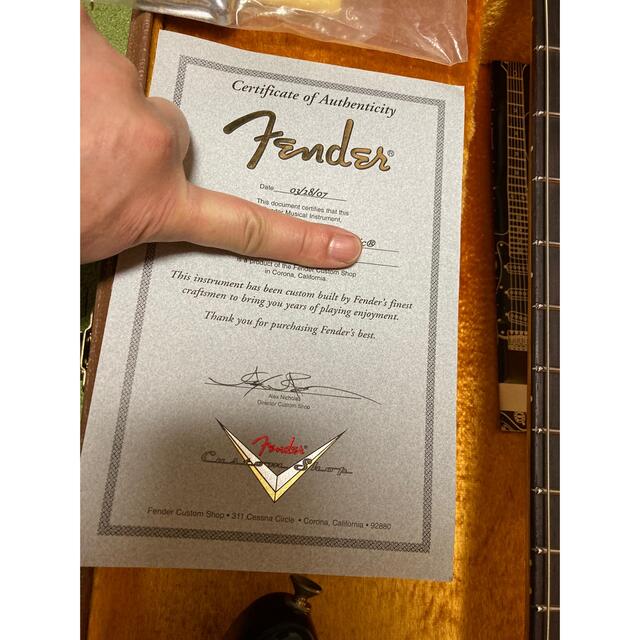 Certificate of Authenticity
Fender®
Date 03/28/07
This document certifies that this
Musical Instrument,
is a product of the Fender Custom Shop
in Corona, California.
This instrument has been custom built by Fender's finest
craftsmen to bring you years of playing enjoyment.
Thank you for purchasing Fender's best.
Alex Nicholas
Director Custom Shop
Fender®
Custom Shop
Fender Custom Shop • 311 Cessna Circle • Corona, California • 92880